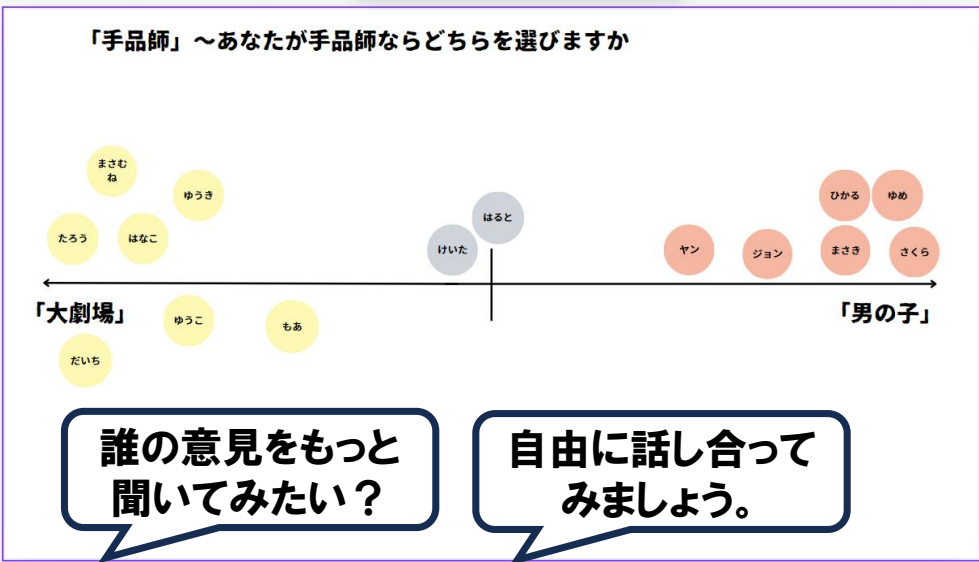 「手品師」～あなたが手品師ならどちらを選びますか
まさむ
ね
ゆうき
たろう
はなこ
はると
けいた
ヤン
ジョン
ひかる
ゆめ
まさき
さくら
「大劇場」
「男の子」
ゆうこ
もあ
だいち
誰の意見をもっと
聞いてみたい？
自由に話し合って
みましょう。